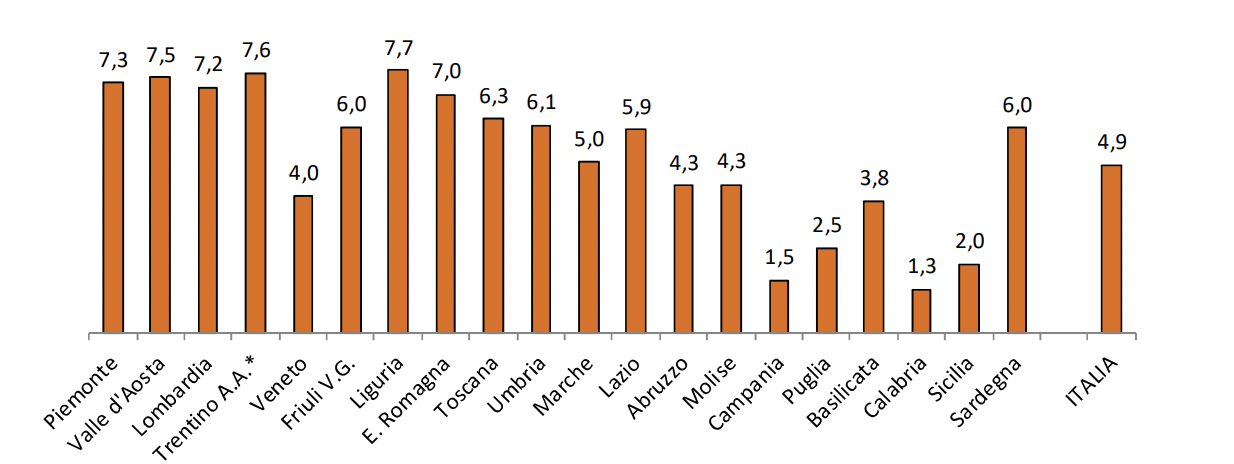 7,3
7,5
7,2
7,6
4,0
6,0
7,7
7,0
6,3
6,1
5,0
5,9
4,3
4,3
1,5
2,5
3,8
1,3
2,0
6,0
4,9
Piemonte
Valle d'Aosta
Lombardia
Trentino A.A.*
Veneto
Friuli V.G.
Liguria
E. Romagna
Toscana
Umbria
Marche
Lazio
Abruzzo
Molise
Campania
Puglia
Basilicata
Calabria
Sicilia
Sardegna
ITALIA